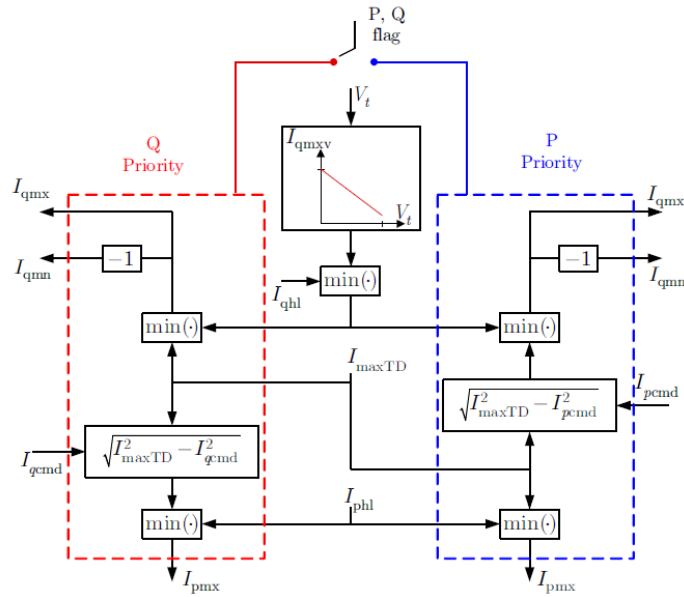 P, Q
flag
V_t
I_qmxv
V_t
Q
Priority
P
Priority
I_qmx
I_qmx
I_qmn
−1
−1
I_qmn
min(·)
I_qhl
min(·)
min(·)
I_maxTD
I_pcmd
√(I²_maxTD − I²_pcmd)
√(I²_maxTD − I²_qcmd)
I_qcmd
I_phl
min(·)
min(·)
I_pmx
I_pmx